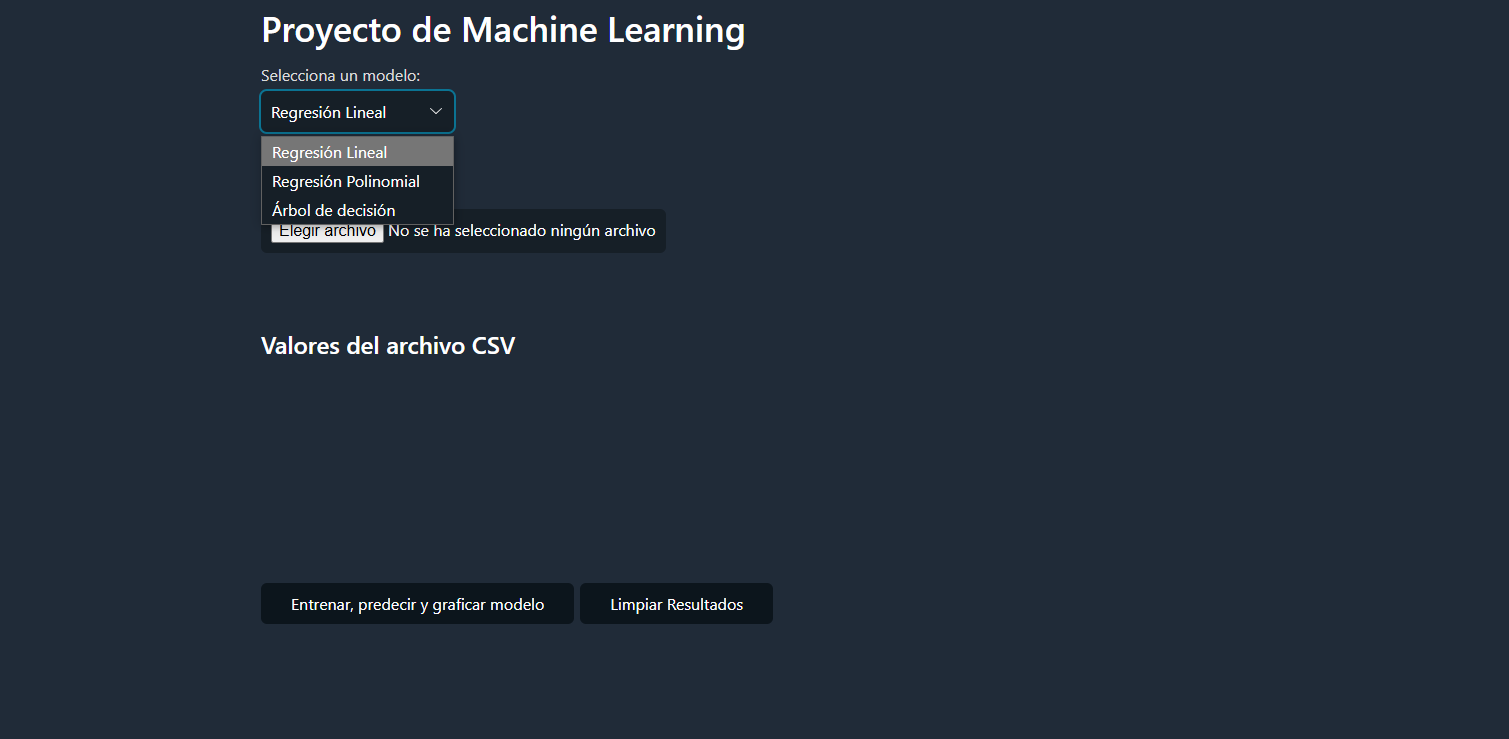 Proyecto de Machine Learning
Selecciona un modelo:
Regresión Lineal
Regresión Lineal
Regresión Polinomial
Árbol de decisión
Elegir archivo No se ha seleccionado ningún archivo
Valores del archivo CSV
Entrenar, predecir y graficar modelo Limpiar Resultados